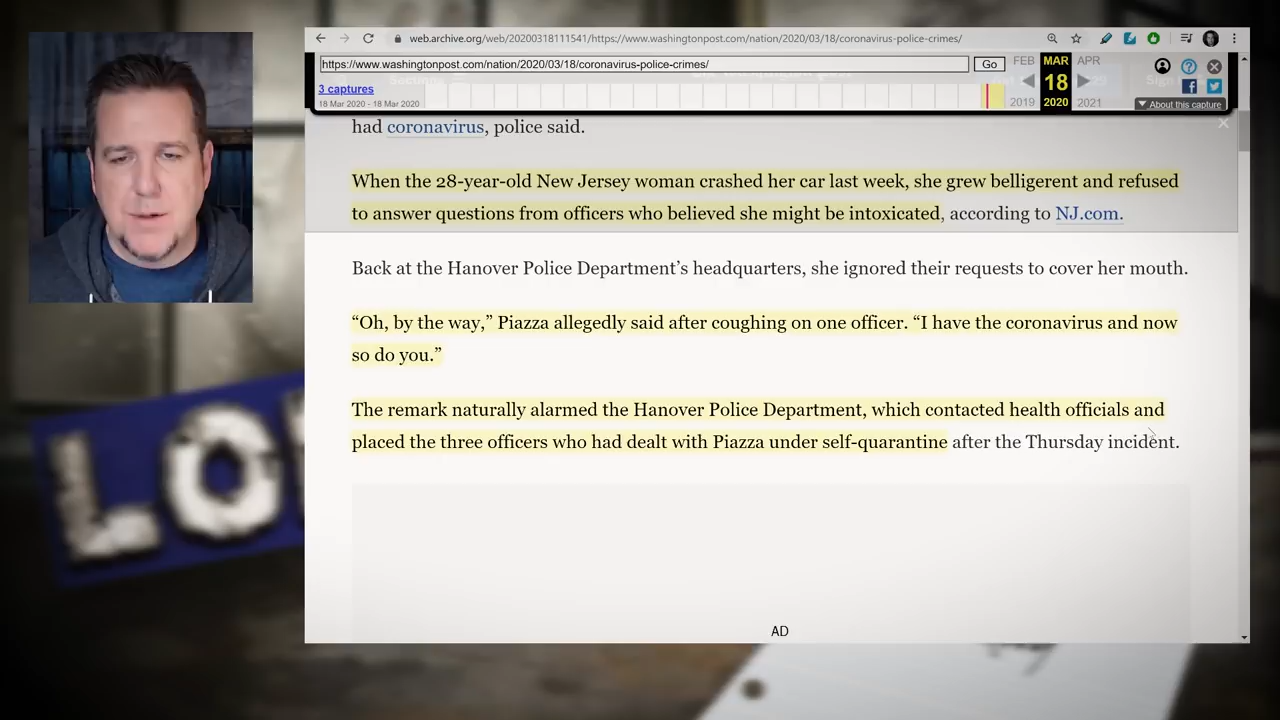 web.archive.org/web/20200318111541/https://www.washingtonpost.com/nation/2020/03/18/coronavirus-police-crimes/
https://www.washingtonpost.com/nation/2020/03/18/coronavirus-police-crimes/
Go
FEB
MAR
APR
3 captures
18
18 Mar 2020 - 18 Mar 2020
2019
2020
2021
About this capture
had coronavirus, police said.
When the 28-year-old New Jersey woman crashed her car last week, she grew belligerent and refused
to answer questions from officers who believed she might be intoxicated, according to NJ.com.
Back at the Hanover Police Department’s headquarters, she ignored their requests to cover her mouth.
“Oh, by the way,” Piazza allegedly said after coughing on one officer. “I have the coronavirus and now
so do you.”
The remark naturally alarmed the Hanover Police Department, which contacted health officials and
placed the three officers who had dealt with Piazza under self-quarantine after the Thursday incident.
AD